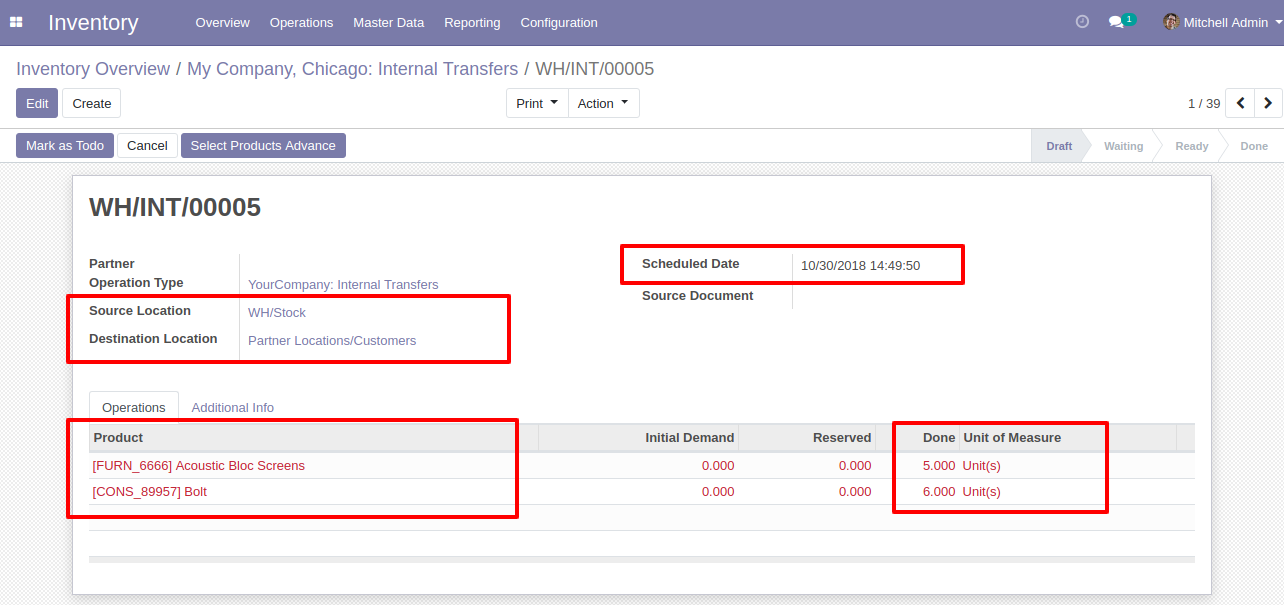 Inventory Overview Operations Master Data Reporting Configuration 1 Mitchell Admin
Inventory Overview / My Company, Chicago: Internal Transfers / WH/INT/00005
Edit Create Print Action 1 / 39
Mark as Todo Cancel Select Products Advance Draft Waiting Ready Done
WH/INT/00005
Partner
Scheduled Date 10/30/2018 14:49:50
Operation Type YourCompany: Internal Transfers
Source Document
Source Location WH/Stock
Destination Location Partner Locations/Customers
Operations Additional Info
Product Initial Demand Reserved Done Unit of Measure
[FURN_6666] Acoustic Bloc Screens 0.000 0.000 5.000 Unit(s)
[CONS_89957] Bolt 0.000 0.000 6.000 Unit(s)